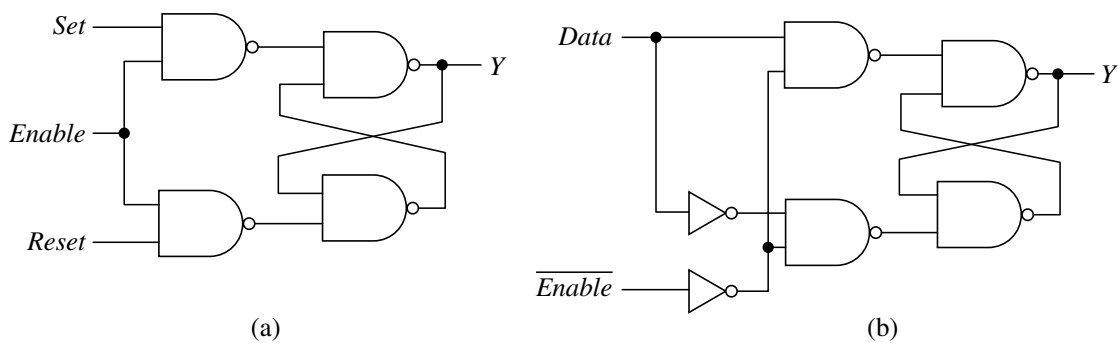 Set
Enable
Reset
Y
(a)
Data
Enable
Y
(b)